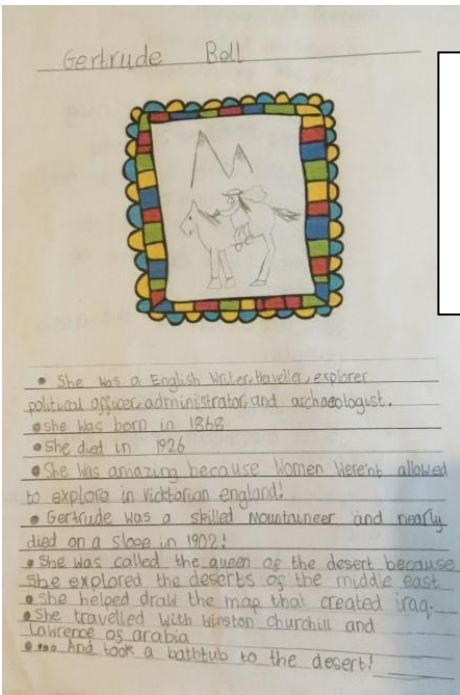 Gertrude Bell
• She was a English writer, traveller, explorer
political officer, administrator, and archaeologist.
• she was born in 1868
• She died in 1926
• She was amazing because women were'nt allowed
to explore in vicktorian england!
• Gertrude was a skilled mountaineer and nearly
died on a slope in 1902!
• she was called the queen of the desert because
she explored the deserts of the middle east
• she helped draw the map that created iraq.
• she travelled with winston churchill and
lawrence of arabia
• ... And took a bathtub to the desert!